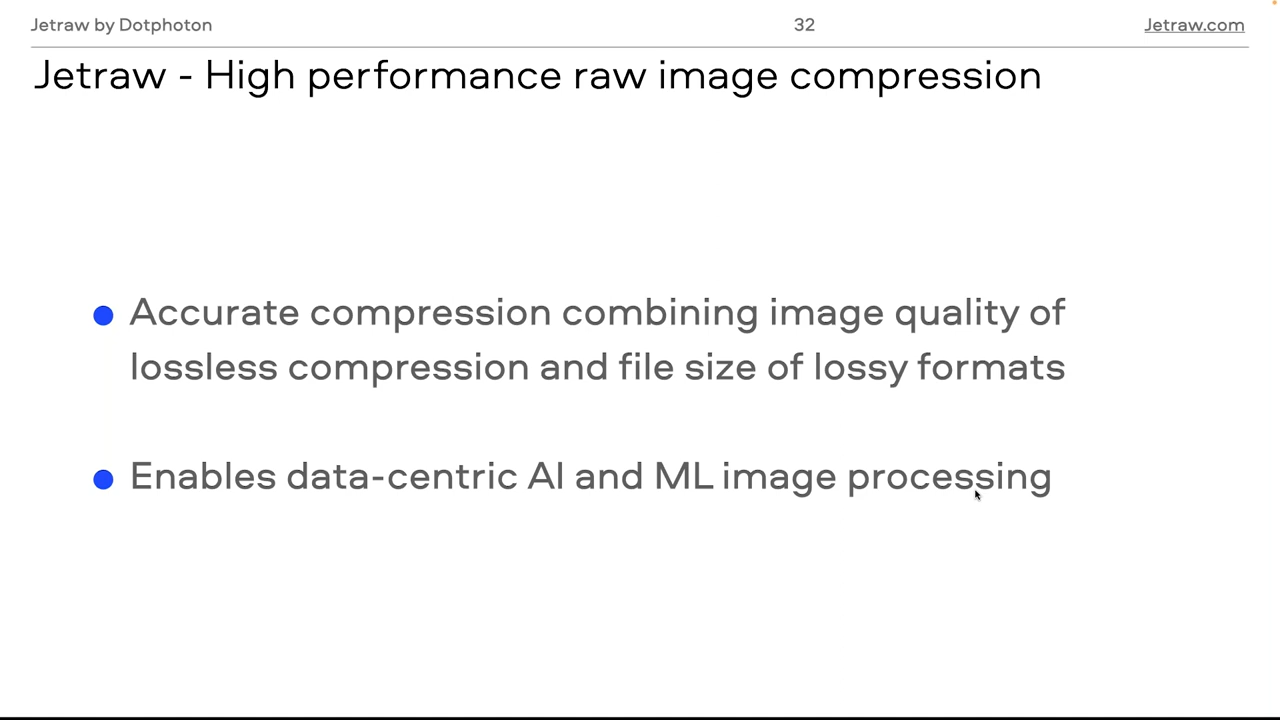 Jetraw by Dotphoton
32
Jetraw.com
Jetraw - High performance raw image compression
Accurate compression combining image quality of
lossless compression and file size of lossy formats
Enables data-centric AI and ML image processing